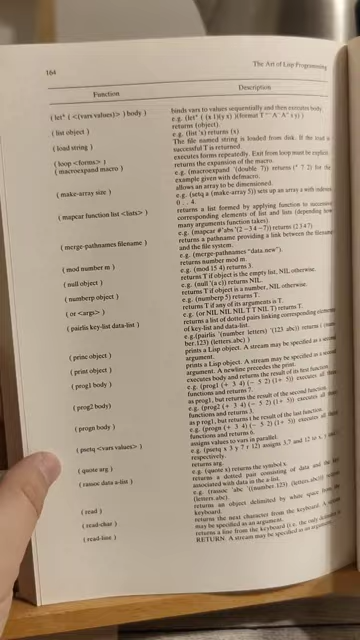 164
The Art of Lisp Programming
Function
Description
( let* ( <(vars values)> ) body )
binds vars to values sequentially and then executes body.
e.g. (let* ( (x 1)(y x) )(format T "~A ~A" x y) )
( list object )
returns (object).
e.g. (list 's) returns (s)
( load string )
The file named string is loaded from disk. If the read is
successful T is returned.
( loop <forms> )
executes forms repeatedly. Exit from loop must be explicit.
( macroexpand macro )
returns the expansion of the macro.
e.g. (macroexpand '(double 7)) returns (* 7 2) for the
example given with defmacro.
(make-array size )
allows an array to be dimensioned.
e.g. (setq a (make-array 5)) sets up an array with indices
0 . . 4.
(mapcar function list <lists> )
returns a list formed by applying function to successive
corresponding elements of list and lists (depending how
many arguments function takes).
e.g. (mapcar #'abs '(2 -3 4 -7)) returns (2 3 4 7)
( merge-pathnames filename )
returns a pathname providing a link between the filename
and the file system.
e.g. (merge-pathnames "data.new").
( mod number m )
returns number mod m.
e.g. (mod 15 4) returns 3.
( null object )
returns T if object is the empty list, NIL otherwise.
e.g. (null '(a c)) returns NIL.
( numberp object )
returns T if object is a number, NIL otherwise.
e.g. (numberp 5) returns T.
( or <args> )
returns T if any of its arguments is T.
e.g. (or NIL NIL NIL T NIL T) returns T.
( pairlis key-list data-list )
returns a list of dotted pairs linking corresponding elements
of key-list and data-list.
e.g.(pairlis '(number letters) '(123 abc)) returns (
ber.123) (letters.abc) )
( print object )
prints a Lisp object. A stream may be specified as a second
argument.
( print object )
prints a Lisp object. A stream may be specified as a second
argument. A newline precedes the print.
( prog1 body )
executes body and returns the result of its first function.
e.g. (prog1 (+ 3 4) (- 5 2) (1+ 5)) executes all three
functions and returns 7.
( prog2 body)
as prog1, but returns the result of the second function.
e.g. (prog2 (+ 3 4) (- 5 2) (1+ 5)) executes all three
functions and returns 3.
( progn body )
as prog1, but returns the result of the last function.
e.g. (progn (+ 3 4) (- 5 2) (1+ 5)) executes all three
functions and returns 6.
( psetq <vars values> )
assigns values to vars in parallel.
e.g. (psetq x 3 y 7 r 12) assigns 3,7 and 12 to x, y and
respectively.
( quote arg )
returns arg.
e.g. (quote s) returns the symbol s.
( rassoc data a-list )
returns a dotted pair consisting of data and the key
associated with data in the a-list.
e.g. (rassoc 'abc '((number.123) (letters.abc))) returns
(letters.abc).
( read )
returns an object delimited by white space from the
keyboard.
( read-char )
returns the next character from the keyboard. A stream
may be specified as an argument.
( read-line )
returns a line from the keyboard (i.e. the only delimiter is
RETURN. A stream may be specified as an argument.